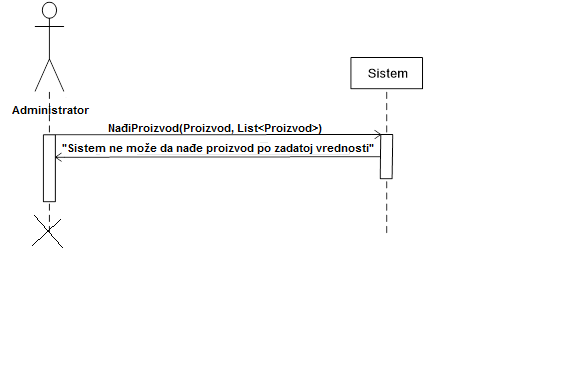 Sistem
Administrator
NađiProizvod(Proizvod, List<Proizvod>)
"Sistem ne može da nađe proizvod po zadatoj vrednosti"